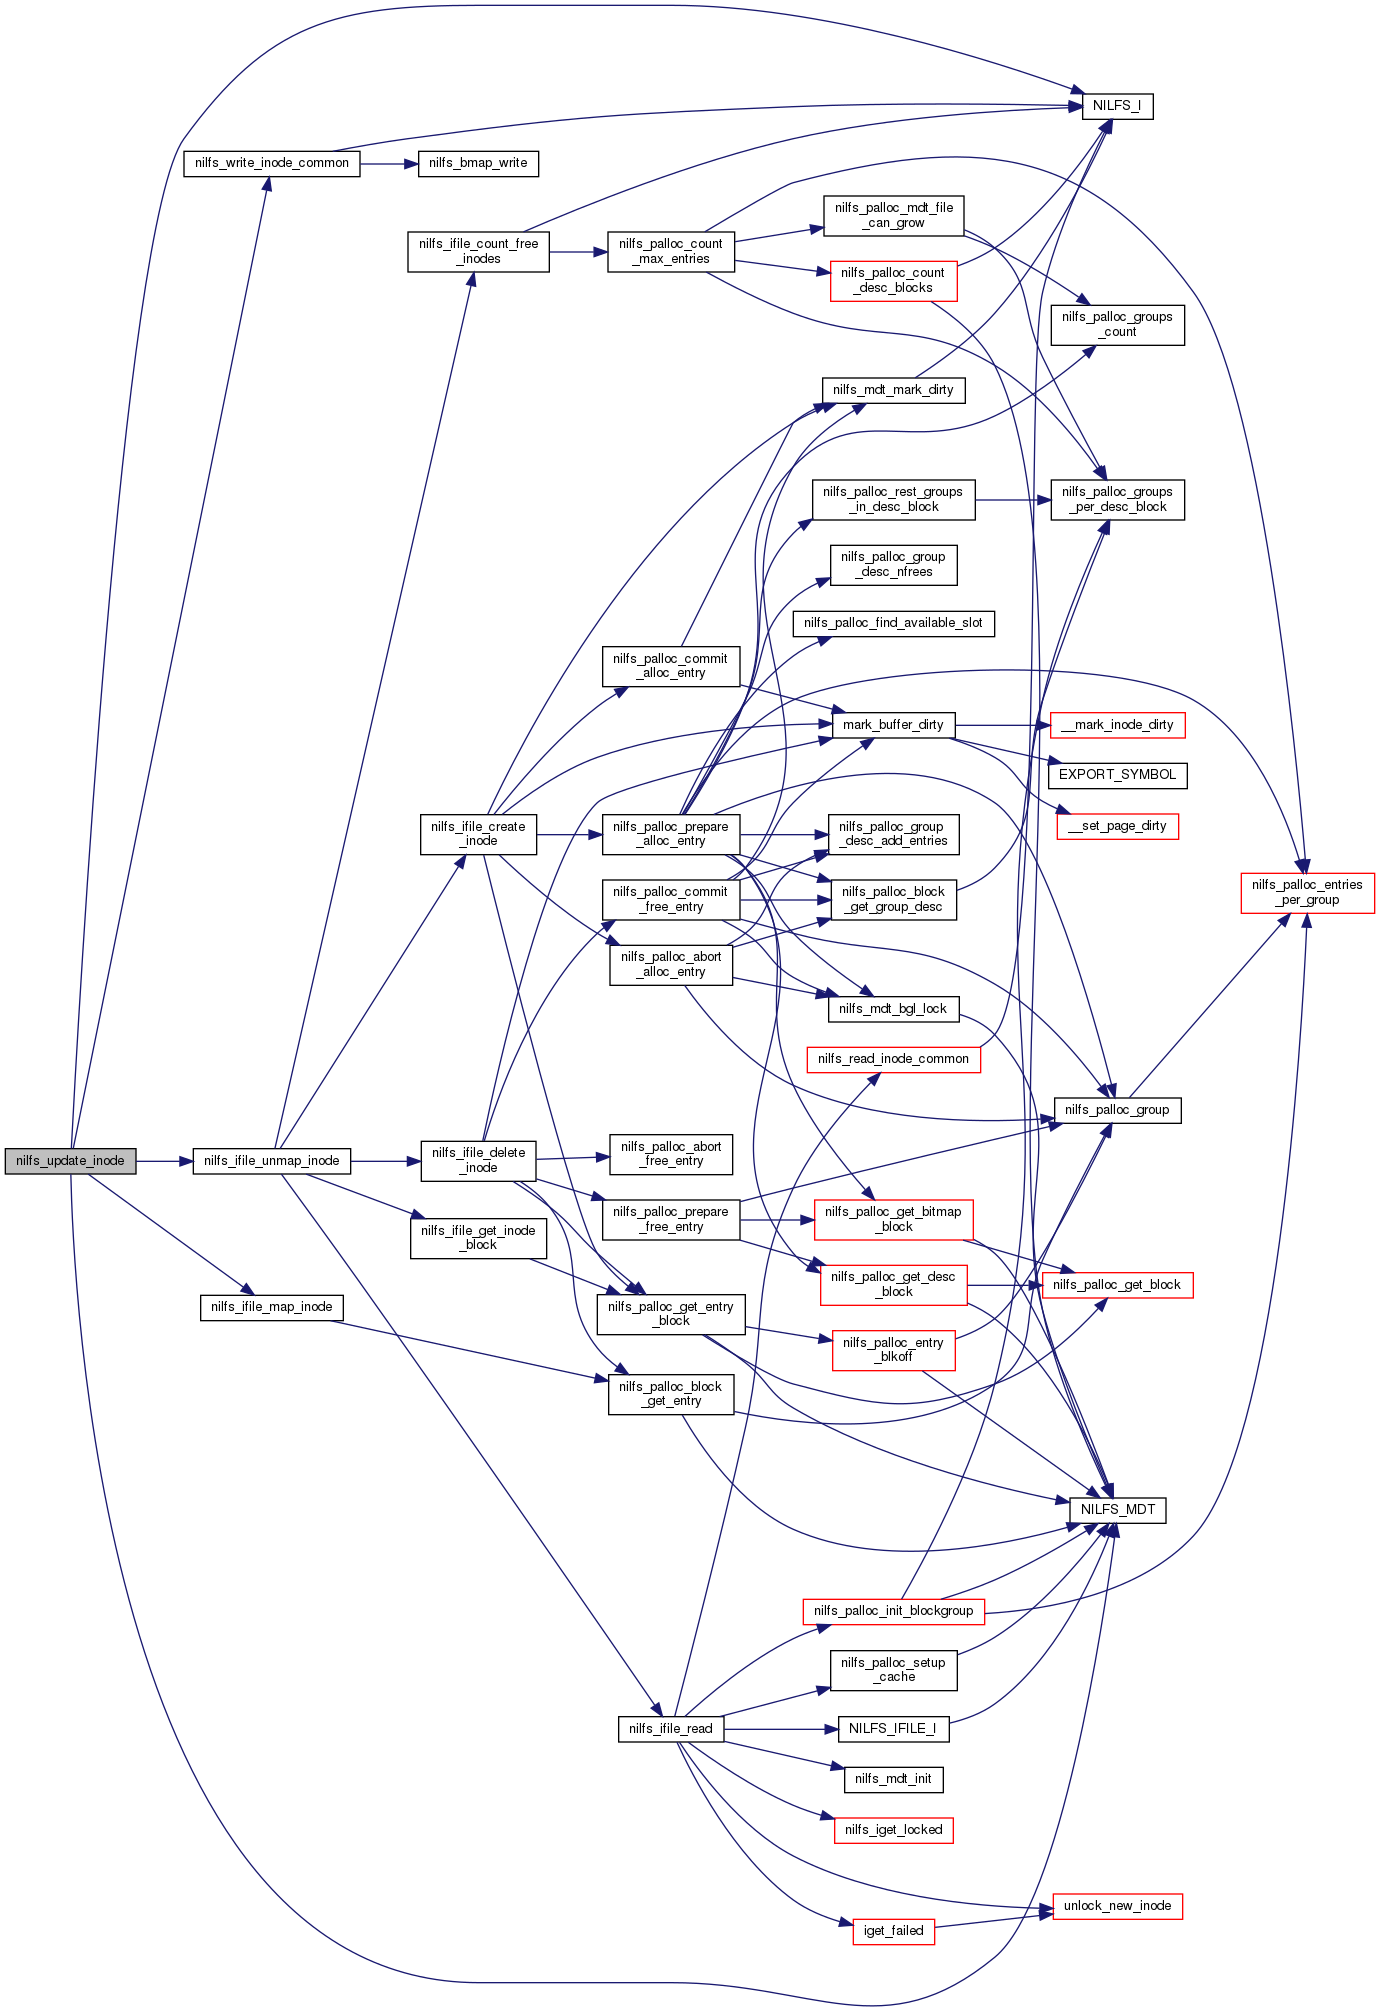 NILFS_I
nilfs_write_inode_common
nilfs_bmap_write
nilfs_palloc_mdt_file
_can_grow
nilfs_ifile_count_free
_inodes
nilfs_palloc_count
_max_entries
nilfs_palloc_count
_desc_blocks
nilfs_palloc_groups
_count
nilfs_mdt_mark_dirty
nilfs_palloc_rest_groups
_in_desc_block
nilfs_palloc_groups
_per_desc_block
nilfs_palloc_group
_desc_nfrees
nilfs_palloc_find_available_slot
nilfs_palloc_commit
_alloc_entry
mark_buffer_dirty
__mark_inode_dirty
EXPORT_SYMBOL
nilfs_ifile_create
_inode
nilfs_palloc_prepare
_alloc_entry
nilfs_palloc_group
_desc_add_entries
__set_page_dirty
nilfs_palloc_commit
_free_entry
nilfs_palloc_block
_get_group_desc
nilfs_palloc_entries
_per_group
nilfs_palloc_abort
_alloc_entry
nilfs_mdt_bgl_lock
nilfs_read_inode_common
nilfs_palloc_group
nilfs_update_inode
nilfs_ifile_unmap_inode
nilfs_ifile_delete
_inode
nilfs_palloc_abort
_free_entry
nilfs_palloc_prepare
_free_entry
nilfs_palloc_get_bitmap
_block
nilfs_ifile_get_inode
_block
nilfs_palloc_get_desc
_block
nilfs_palloc_get_block
nilfs_ifile_map_inode
nilfs_palloc_get_entry
_block
nilfs_palloc_entry
_blkoff
nilfs_palloc_block
_get_entry
NILFS_MDT
nilfs_palloc_init_blockgroup
nilfs_palloc_setup
_cache
nilfs_ifile_read
NILFS_IFILE_I
nilfs_mdt_init
nilfs_iget_locked
unlock_new_inode
iget_failed